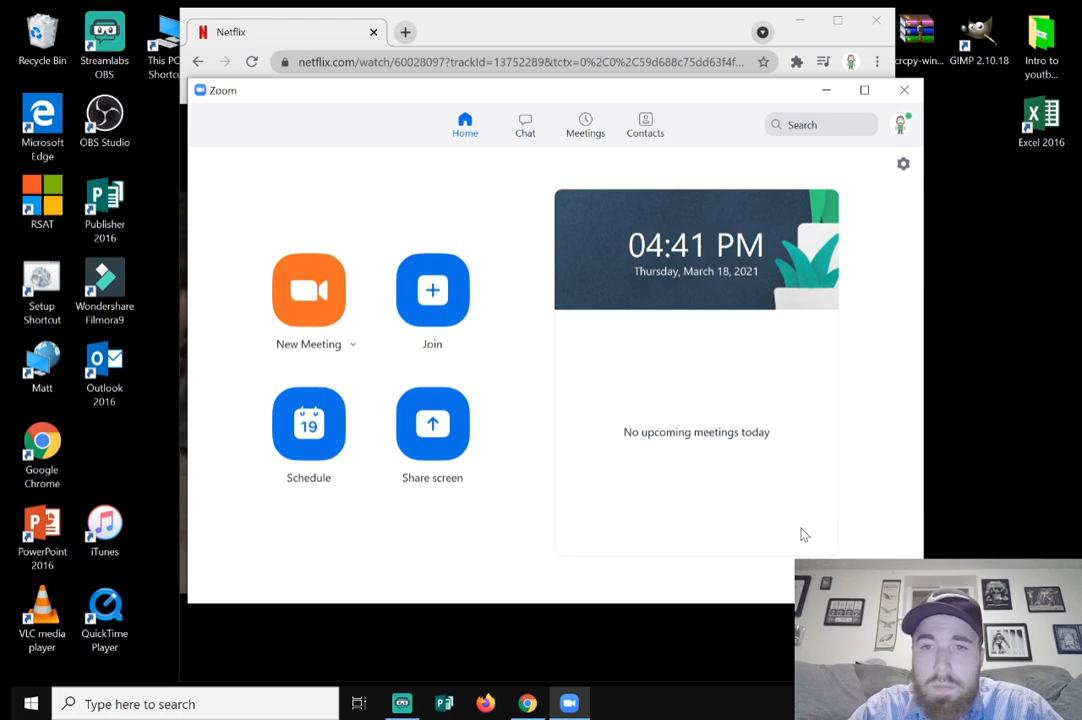 Netflix
netflix.com/watch/60028097?trackId=13752289&tctx=0%2C0%2C59d688c75dd63f4f...
Zoom
Home
Chat
Meetings
Contacts
Search
04:41 PM
Thursday, March 18, 2021
New Meeting
Join
19
Schedule
Share screen
No upcoming meetings today
Recycle Bin
Streamlabs
OBS
This PC
Shortcu
Microsoft
Edge
OBS Studio
RSAT
Publisher
2016
Setup
Shortcut
Wondershare
Filmora9
Matt
Outlook
2016
Google
Chrome
PowerPoint
2016
iTunes
VLC media
player
QuickTime
Player
crcpy-win...
GIMP 2.10.18
Intro to
youtb...
Excel 2016
Type here to search